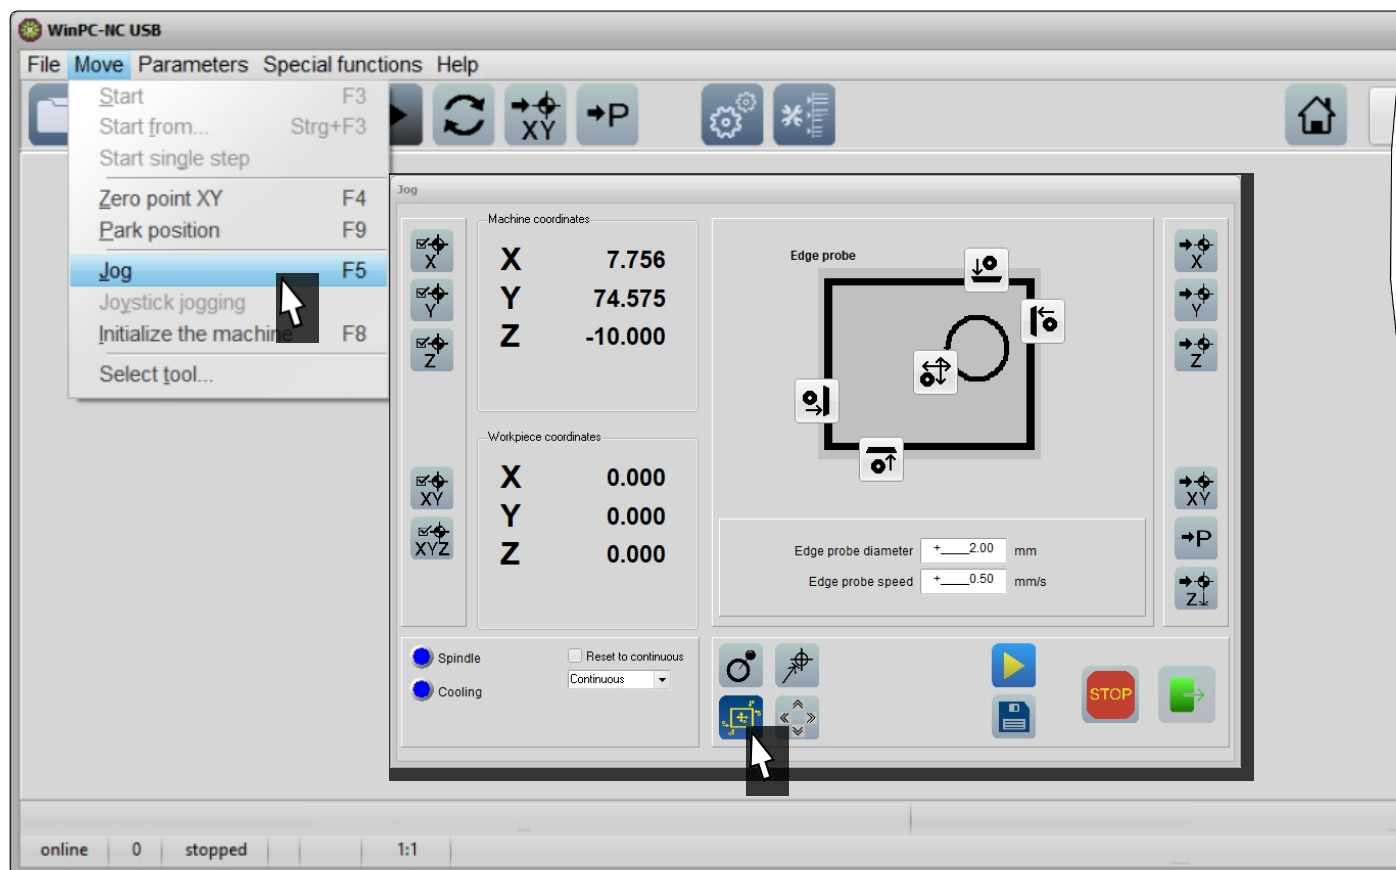 WinPC-NC USB
File Move Parameters Special functions Help
Start F3
Start from... Strg+F3
Start single step
Zero point XY F4
Park position F9
Jog F5
Joystick jogging
Initialize the machine F8
Select tool...
XY
P
Jog
X
Y
Z
XY
XYZ
Machine coordinates
X 7.756
Y 74.575
Z -10.000
Workpiece coordinates
X 0.000
Y 0.000
Z 0.000
Edge probe
Edge probe diameter +____2.00 mm
Edge probe speed +____0.50 mm/s
X
Y
Z
XY
P
Z
Spindle
Cooling
Reset to continuous
Continuous
STOP
online 0 stopped 1:1